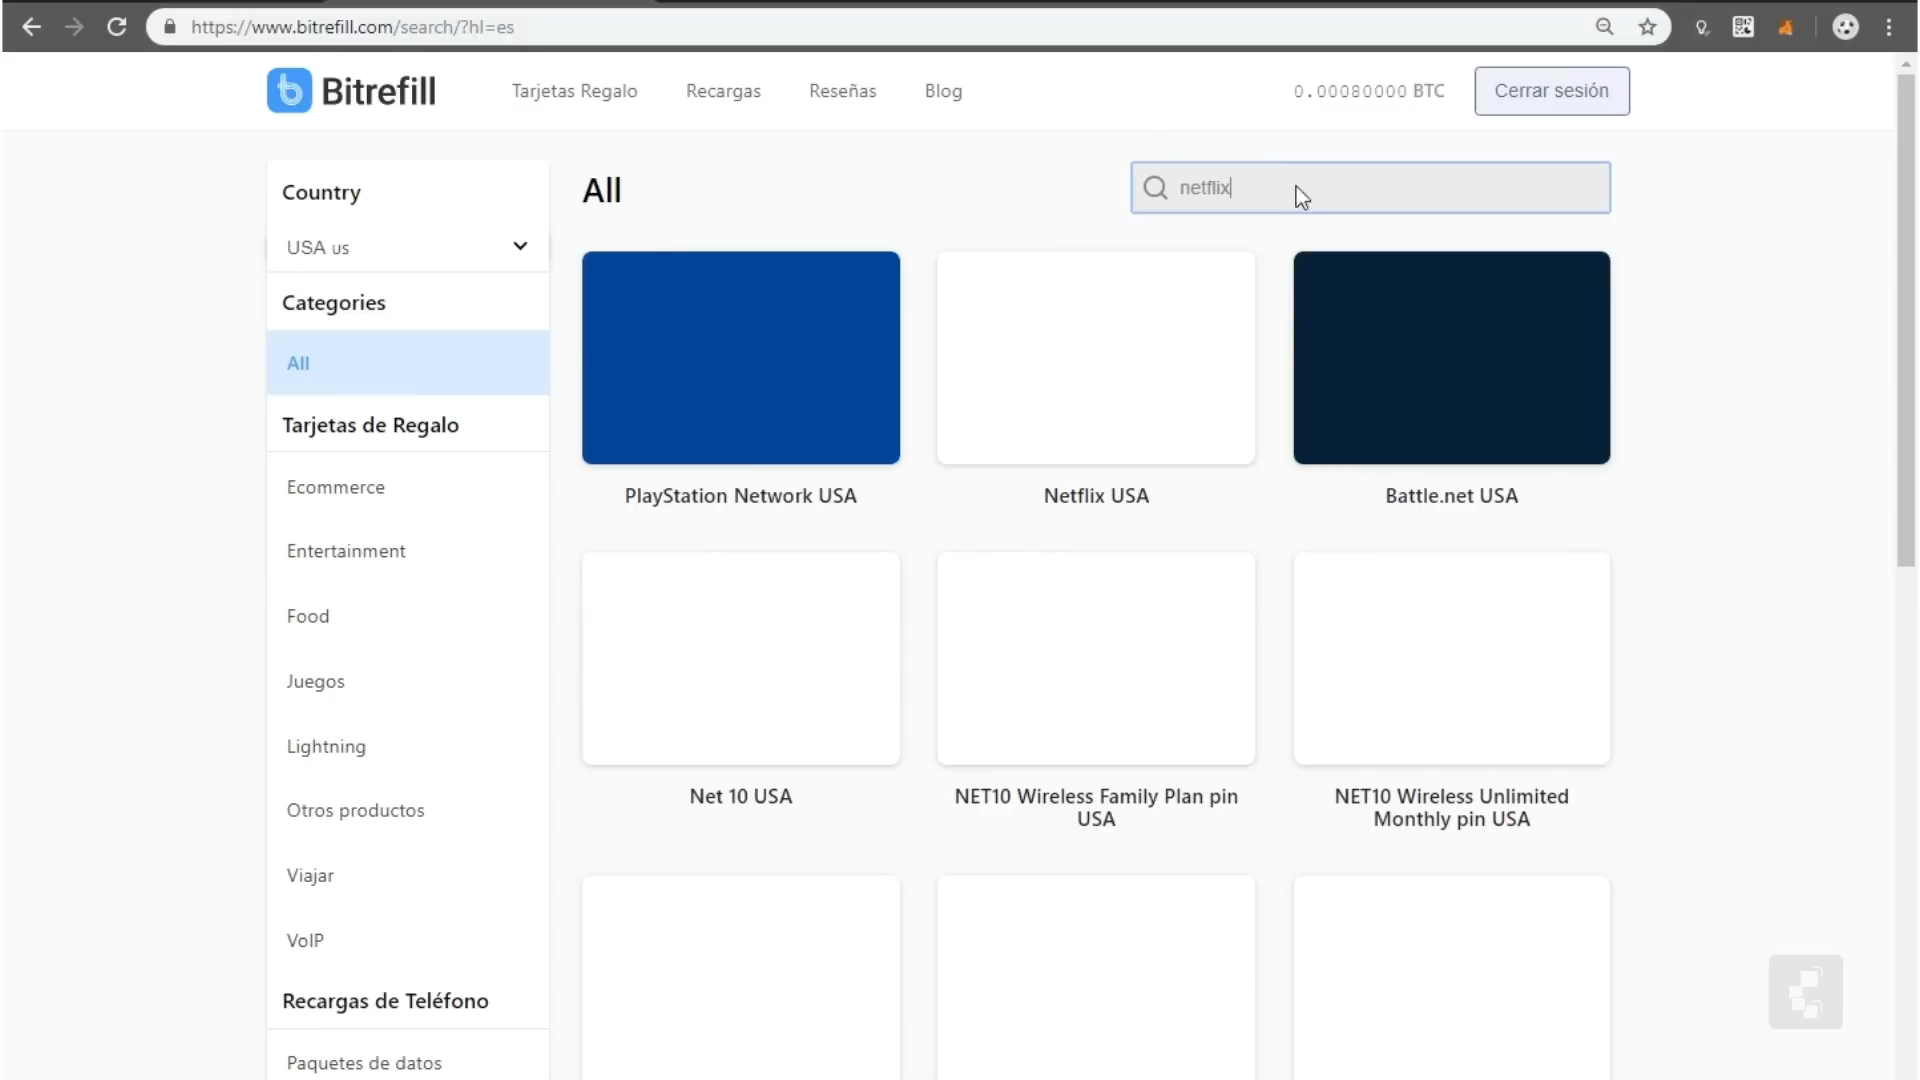 https://www.bitrefill.com/search/?hl=es
Bitrefill
Tarjetas Regalo
Recargas
Reseñas
Blog
0.00080000 BTC
Cerrar sesión
Country
USA us
Categories
All
Tarjetas de Regalo
Ecommerce
Entertainment
Food
Juegos
Lightning
Otros productos
Viajar
VoIP
Recargas de Teléfono
Paquetes de datos
All
netflix
PlayStation Network USA
Netflix USA
Battle.net USA
Net 10 USA
NET10 Wireless Family Plan pin
USA
NET10 Wireless Unlimited
Monthly pin USA